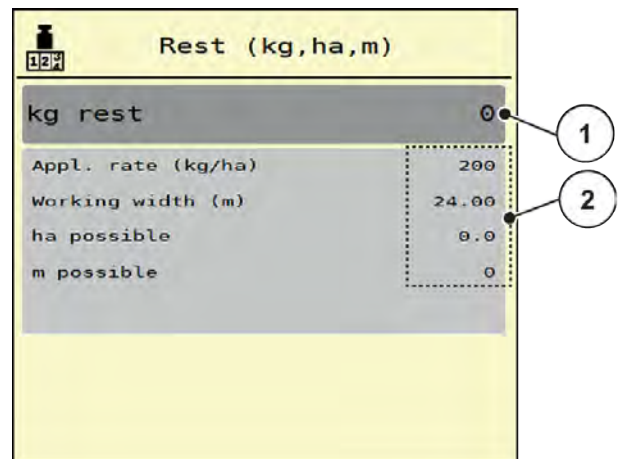 Rest (kg,ha,m)
123
kg rest 0
1
Appl. rate (kg/ha) 200
Working width (m) 24.00
2
ha possible 0.0
m possible 0